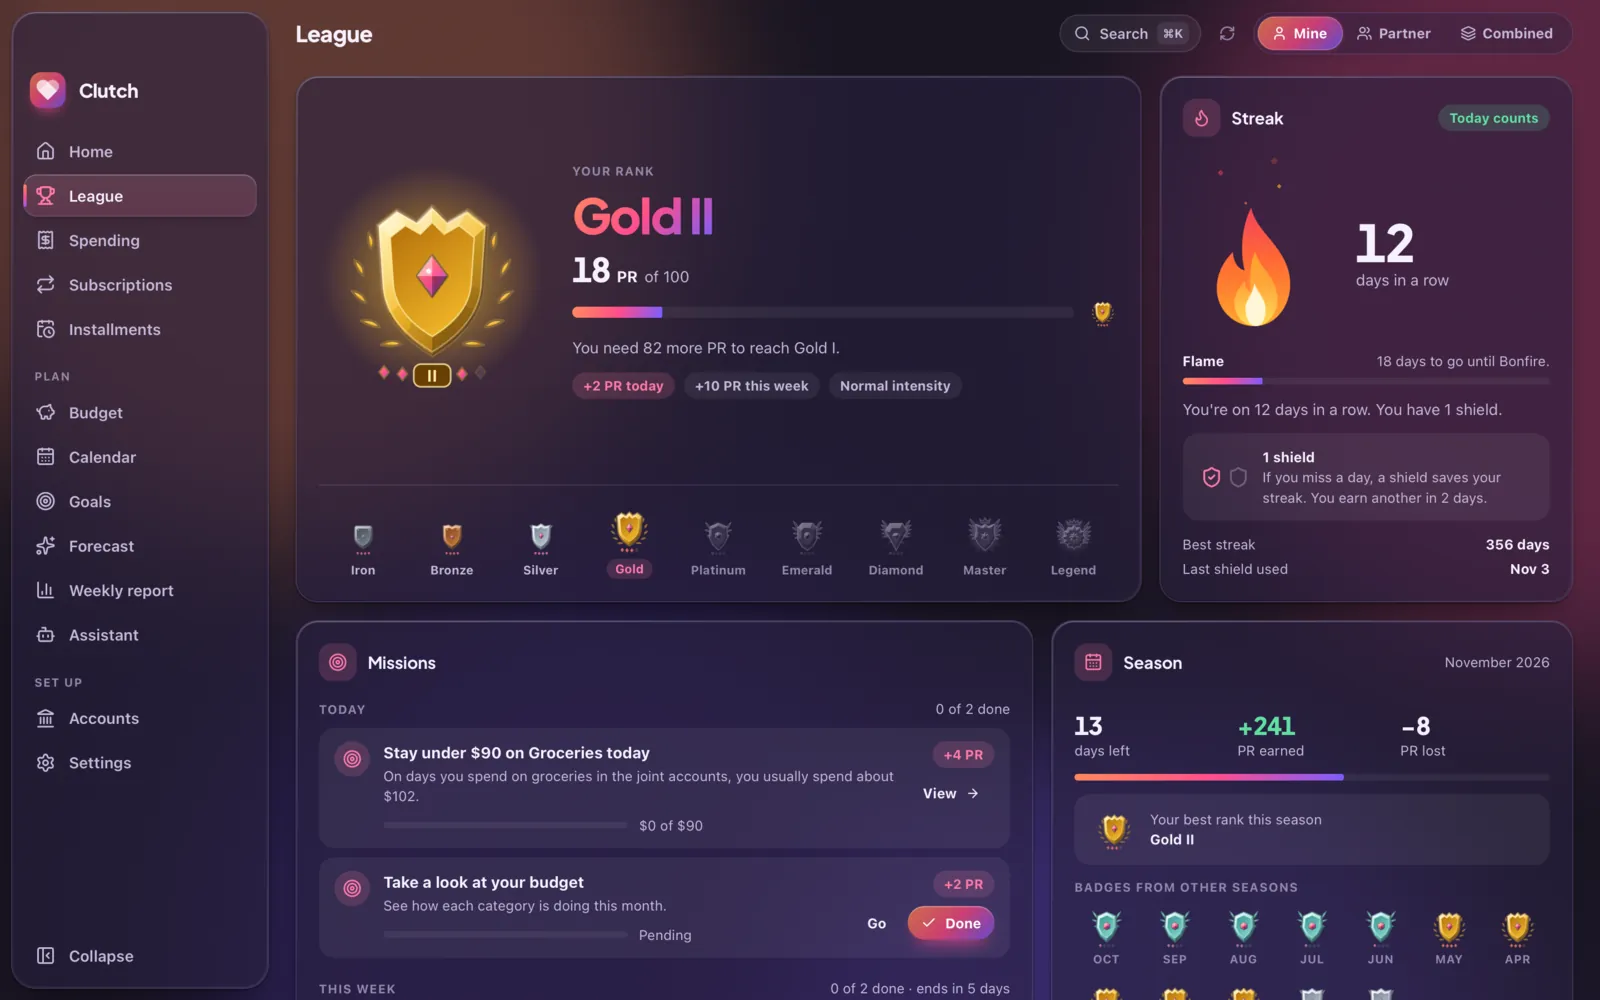 Clutch
Home
League
Spending
Subscriptions
Installments
PLAN
Budget
Calendar
Goals
Forecast
Weekly report
Assistant
SET UP
Accounts
Settings
Collapse
League
Search ⌘K
Mine
Partner
Combined
YOUR RANK
Gold II
18 PR of 100
You need 82 more PR to reach Gold I.
+2 PR today
+10 PR this week
Normal intensity
II
Iron
Bronze
Silver
Gold
Platinum
Emerald
Diamond
Master
Legend
Streak
Today counts
12
days in a row
Flame
18 days to go until Bonfire.
You're on 12 days in a row. You have 1 shield.
1 shield
If you miss a day, a shield saves your
streak. You earn another in 2 days.
Best streak
356 days
Last shield used
Nov 3
Missions
TODAY
0 of 2 done
Stay under $90 on Groceries today
+4 PR
On days you spend on groceries in the joint accounts, you usually spend about
$102.
View
$0 of $90
Take a look at your budget
+2 PR
See how each category is doing this month.
Go
Done
Pending
THIS WEEK
0 of 2 done · ends in 5 days
Season
November 2026
13
days left
+241
PR earned
−8
PR lost
Your best rank this season
Gold II
BADGES FROM OTHER SEASONS
OCT
SEP
AUG
JUL
JUN
MAY
APR